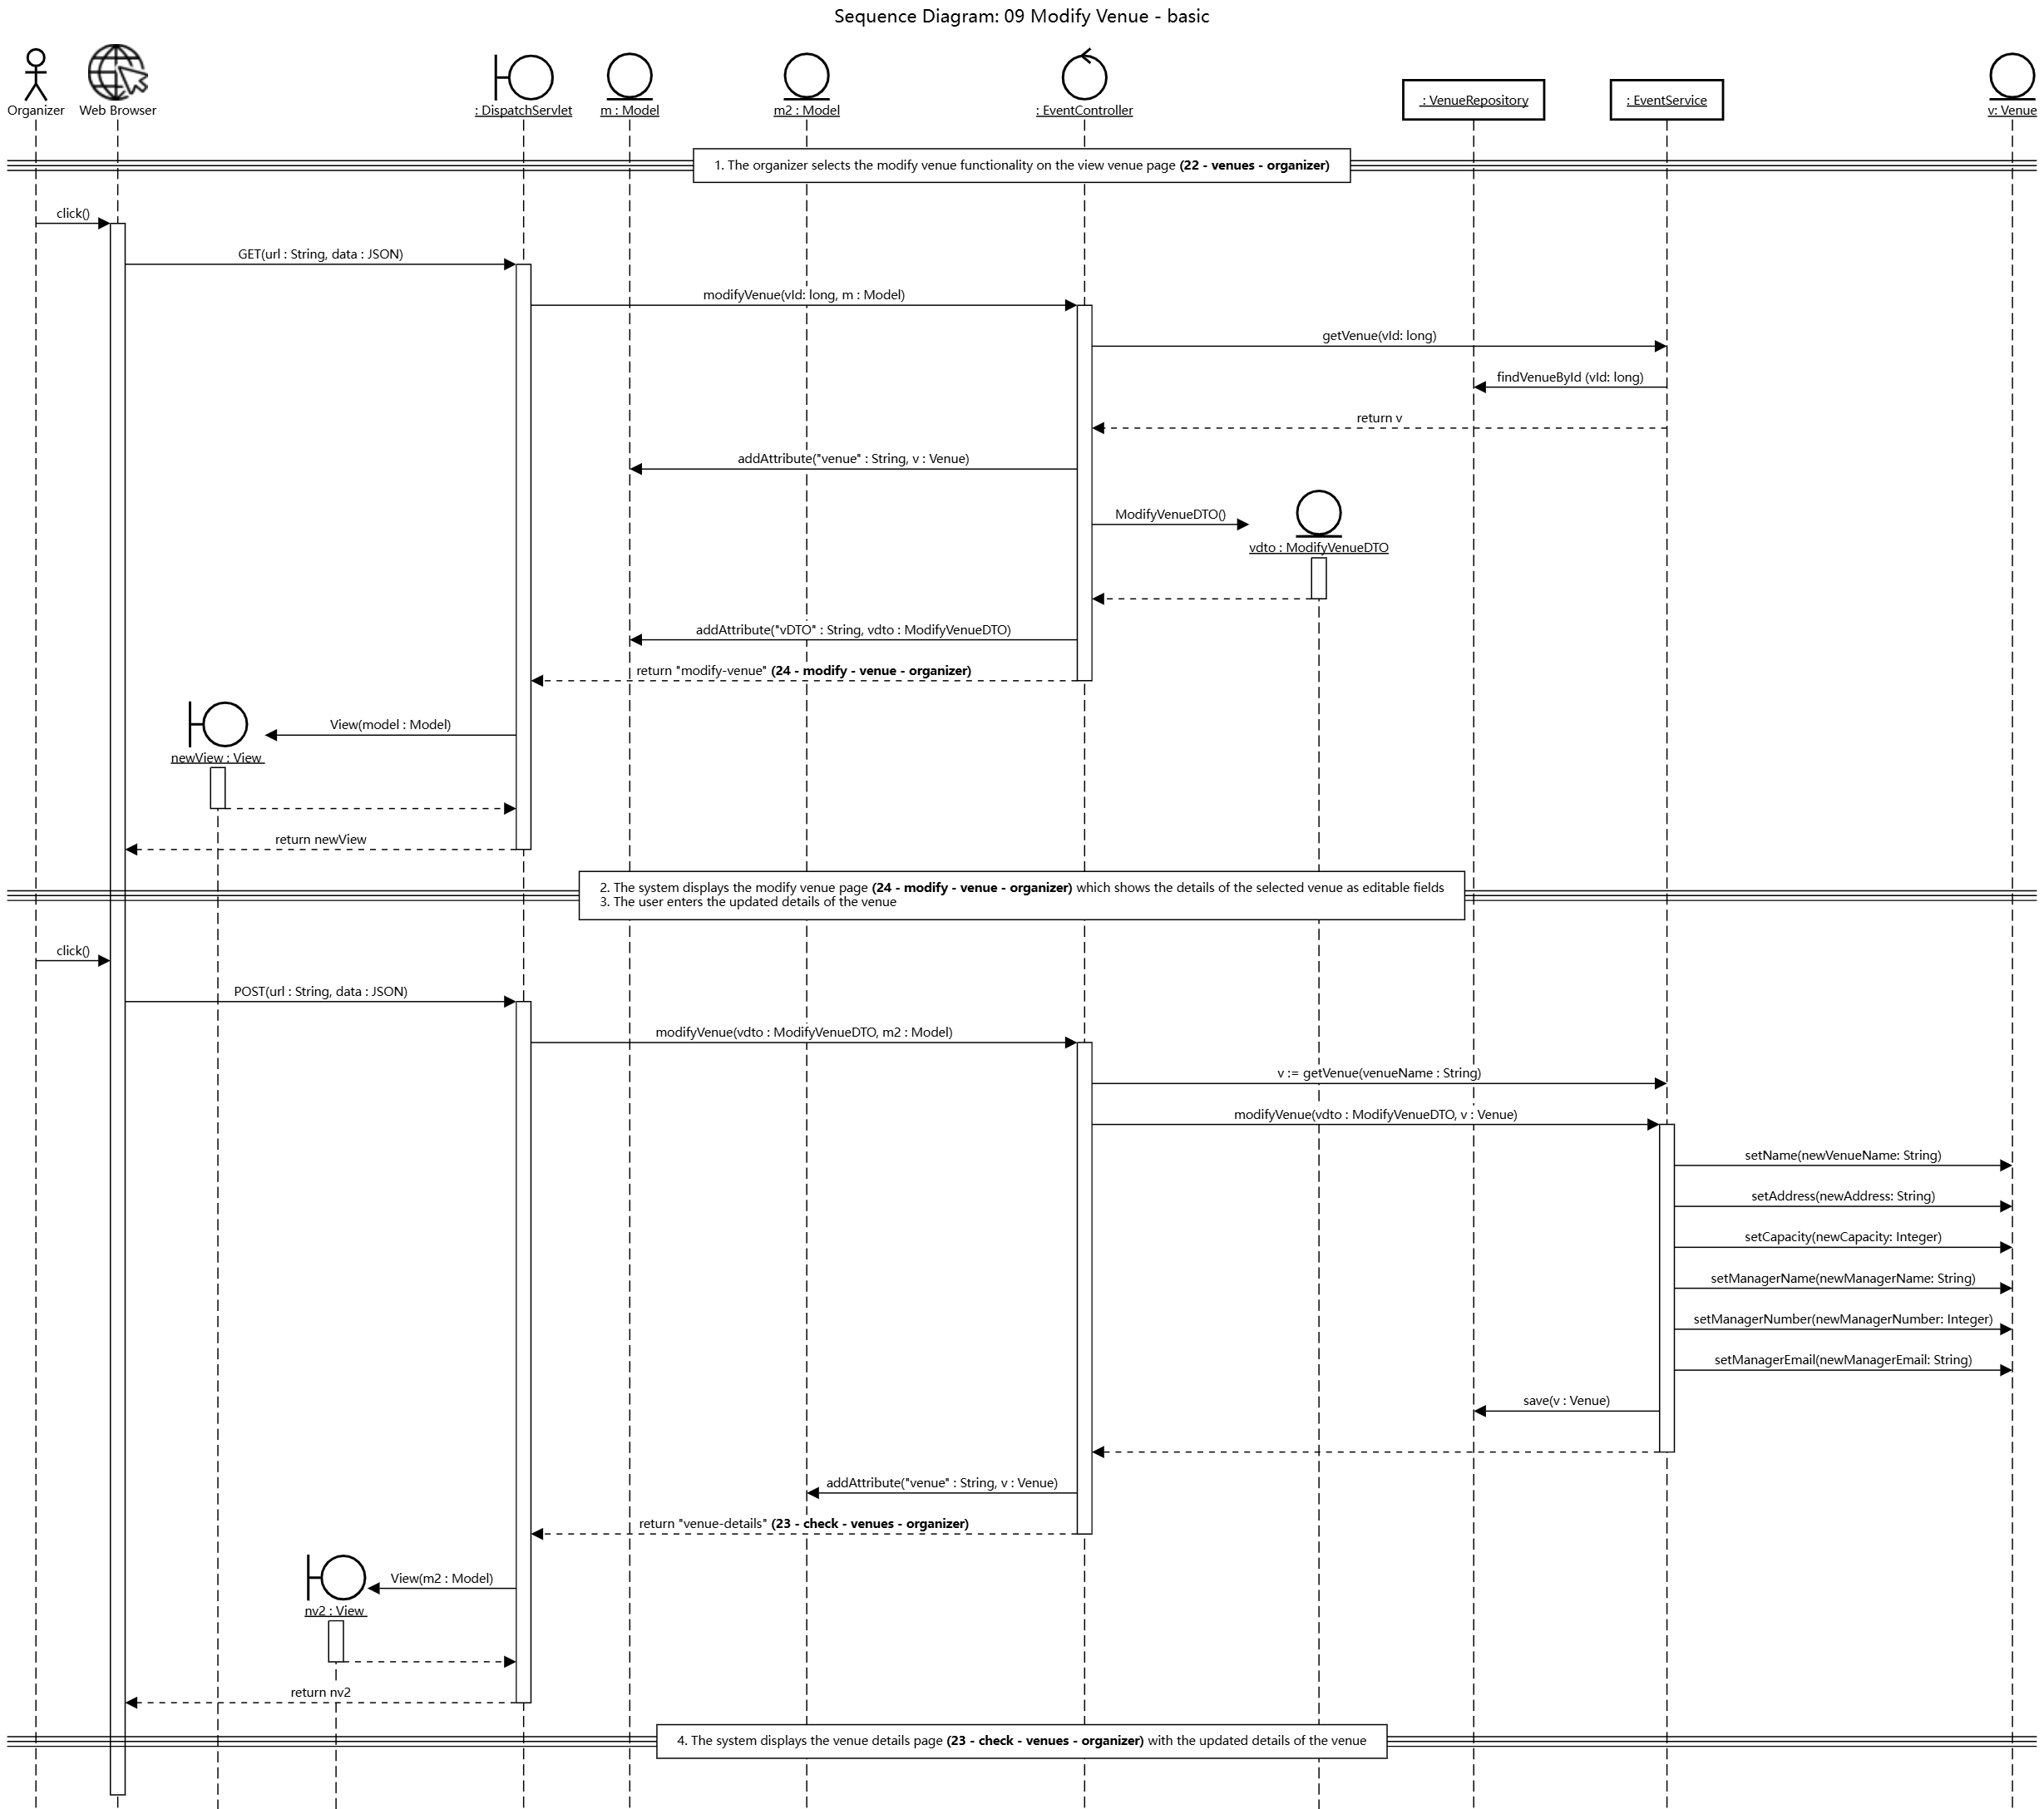 Sequence Diagram: 09 Modify Venue - basic
Organizer
Web Browser
: DispatchServlet
m : Model
m2 : Model
: EventController
: VenueRepository
: EventService
v: Venue
1. The organizer selects the modify venue functionality on the view venue page (22 - venues - organizer)
click()
GET(url : String, data : JSON)
modifyVenue(vId: long, m : Model)
getVenue(vId: long)
findVenueById (vId: long)
return v
addAttribute("venue" : String, v : Venue)
ModifyVenueDTO()
vdto : ModifyVenueDTO
addAttribute("vDTO" : String, vdto : ModifyVenueDTO)
return "modify-venue" (24 - modify - venue - organizer)
View(model : Model)
newView : View
return newView
2. The system displays the modify venue page (24 - modify - venue - organizer) which shows the details of the selected venue as editable fields
3. The user enters the updated details of the venue
click()
POST(url : String, data : JSON)
modifyVenue(vdto : ModifyVenueDTO, m2 : Model)
v := getVenue(venueName : String)
modifyVenue(vdto : ModifyVenueDTO, v : Venue)
setName(newVenueName: String)
setAddress(newAddress: String)
setCapacity(newCapacity: Integer)
setManagerName(newManagerName: String)
setManagerNumber(newManagerNumber: Integer)
setManagerEmail(newManagerEmail: String)
save(v : Venue)
addAttribute("venue" : String, v : Venue)
return "venue-details" (23 - check - venues - organizer)
View(m2 : Model)
nv2 : View
return nv2
4. The system displays the venue details page (23 - check - venues - organizer) with the updated details of the venue